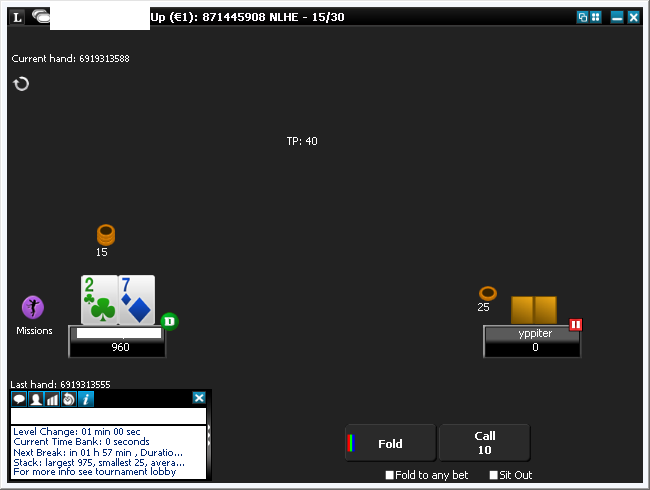 L Up (€1): 871445908 NLHE - 15/30
Current hand: 6919313588
TP: 40
15
2 7
D
25
Missions
960
yppiter
0
Last hand: 6919313555
i
Level Change: 01 min 00 sec
Current Time Bank: 0 seconds
Next Break: in 01 h 57 min , Duratio...
Stack: largest 975, smallest 25, avera...
For more info see tournament lobby
Fold
Call
10
Fold to any bet
Sit Out